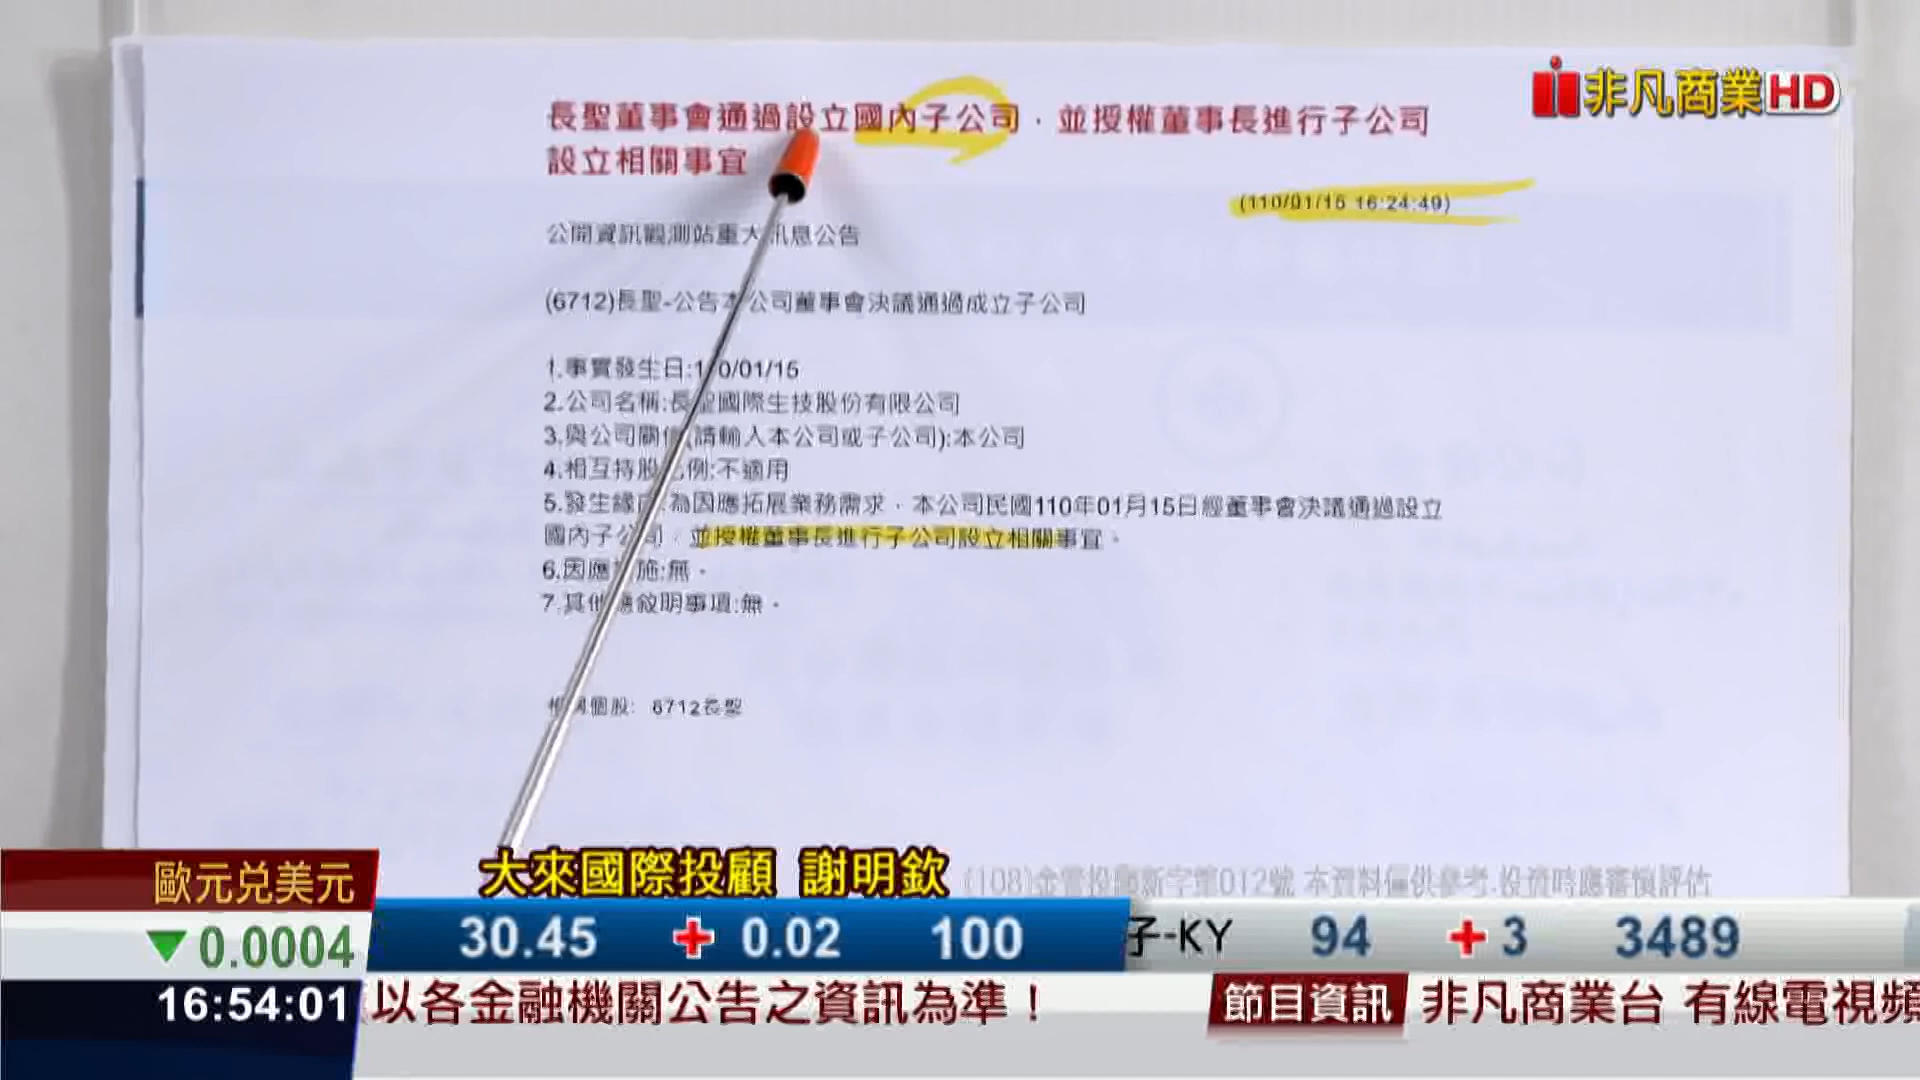 非凡商業HD
長聖董事會通過設立國內子公司，並授權董事長進行子公司
設立相關事宜
(110/01/15 16:24:49)
公開資訊觀測站重大訊息公告
(6712)長聖-公告本公司董事會決議通過成立子公司
1.事實發生日:110/01/15
2.公司名稱:長聖國際生技股份有限公司
3.與公司關係(請輸入本公司或子公司):本公司
4.相互持股比例:不適用
5.發生緣由:為因應拓展業務需求，本公司民國110年01月15日經董事會決議通過設立
國內子公司，並授權董事長進行子公司設立相關事宜。
6.因應措施:無。
7.其他應敘明事項:無。
相關個股: 6712長聖
大來國際投顧 謝明欽
(108)金管投顧新字第012號 本資料僅供參考.投資時應審慎評估
歐元兌美元
▼0.0004
30.45 + 0.02 100
子-KY 94 + 3 3489
16:54:01
以各金融機關公告之資訊為準！
節目資訊 非凡商業台 有線電視頻